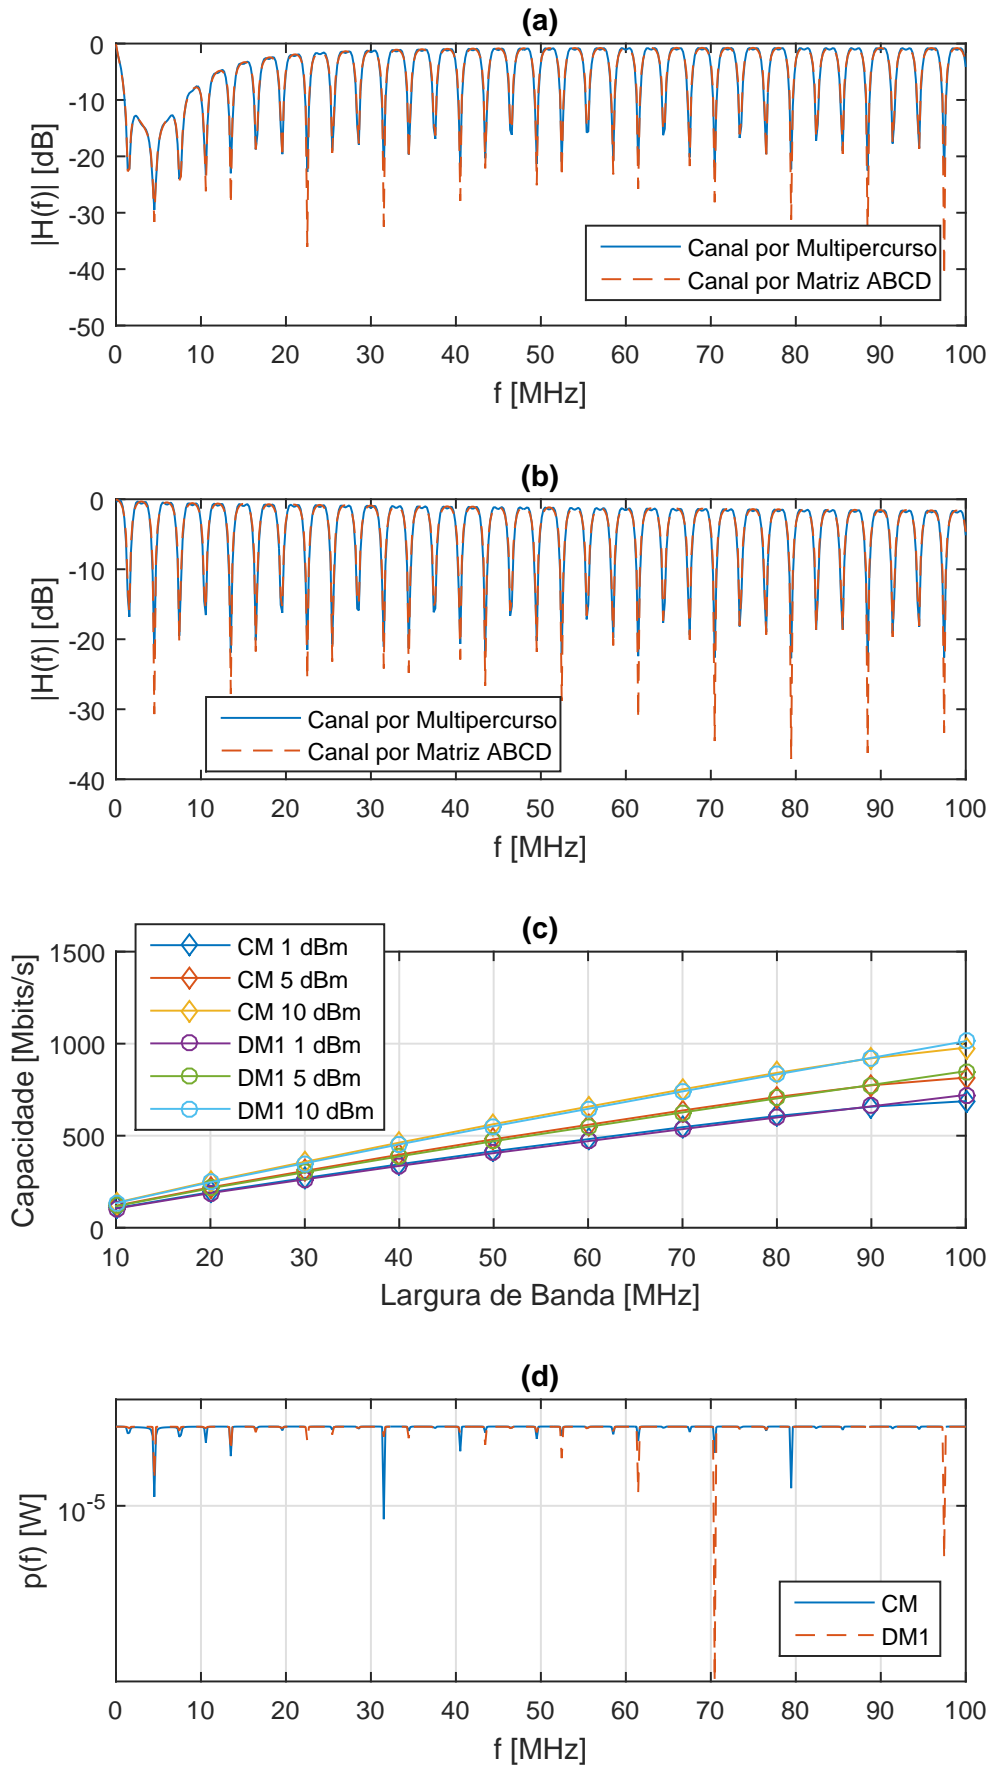 (a)
0
-10
-20
-30
-40
-50
|H(f)| [dB]
Canal por Multipercurso
Canal por Matriz ABCD
0 10 20 30 40 50 60 70 80 90 100
f [MHz]
(b)
0
-10
-20
-30
-40
|H(f)| [dB]
Canal por Multipercurso
Canal por Matriz ABCD
0 10 20 30 40 50 60 70 80 90 100
f [MHz]
(c)
1500
1000
500
0
Capacidade [Mbits/s]
CM 1 dBm
CM 5 dBm
CM 10 dBm
DM1 1 dBm
DM1 5 dBm
DM1 10 dBm
10 20 30 40 50 60 70 80 90 100
Largura de Banda [MHz]
(d)
10^-5
p(f) [W]
CM
DM1
0 10 20 30 40 50 60 70 80 90 100
f [MHz]